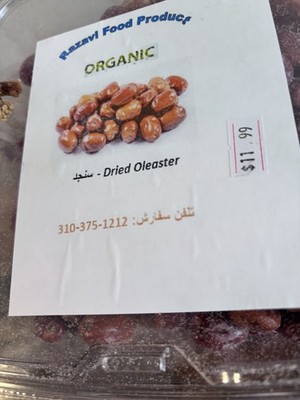 Razavi Food Product
ORGANIC
$11.99
سنجد - Dried Oleaster
تلفن سفارش: 310-375-1212